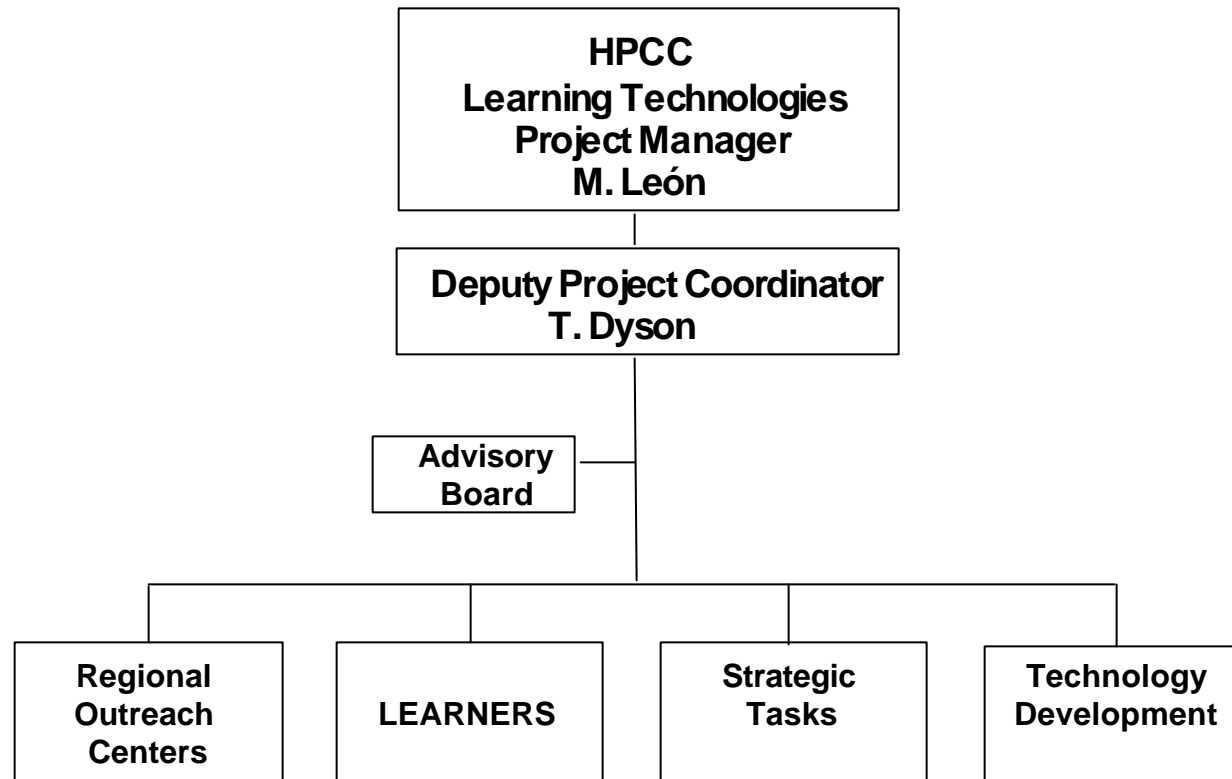 HPCC
Learning Technologies
Project Manager
M. León
Deputy Project Coordinator
T. Dyson
Advisory
Board
Regional
Outreach
Centers
LEARNERS
Strategic
Tasks
Technology
Development